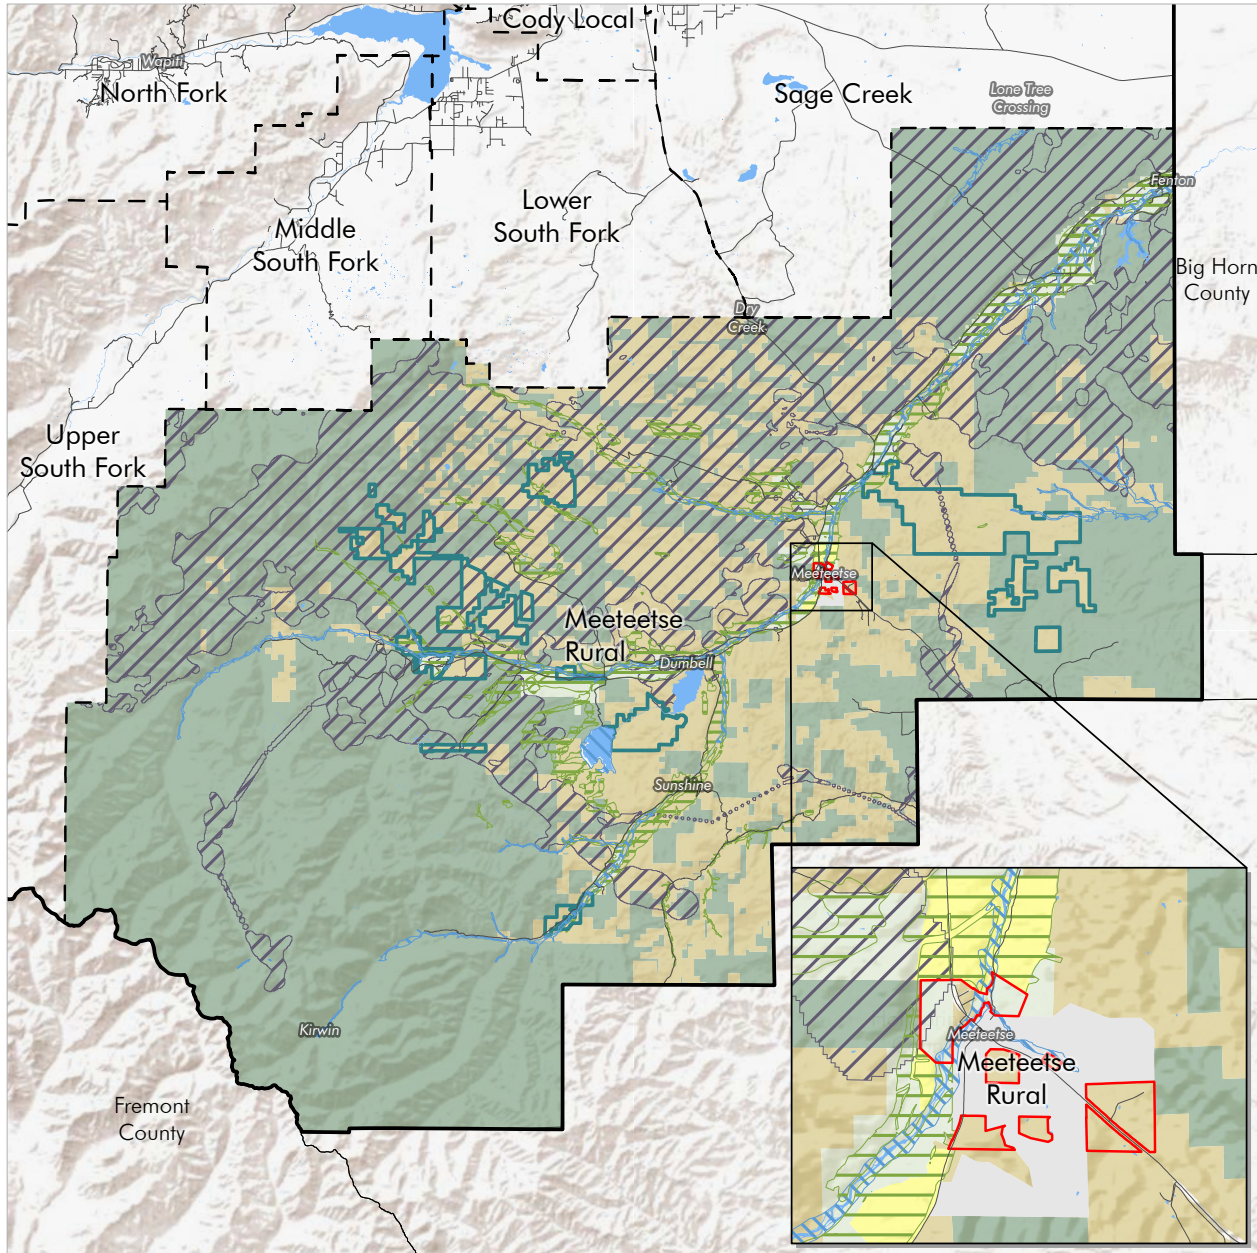 Cody Local
Wapiti
North Fork
Sage Creek
Lone Tree
Crossing
Fenton
Lower
South Fork
Middle
South Fork
Big Horn
County
Dry
Creek
Upper
South Fork
Meeteetse
Meeteetse
Rural
Dumbell
Sunshine
Kirwin
Meeteetse
Meeteetse
Rural
Fremont
County